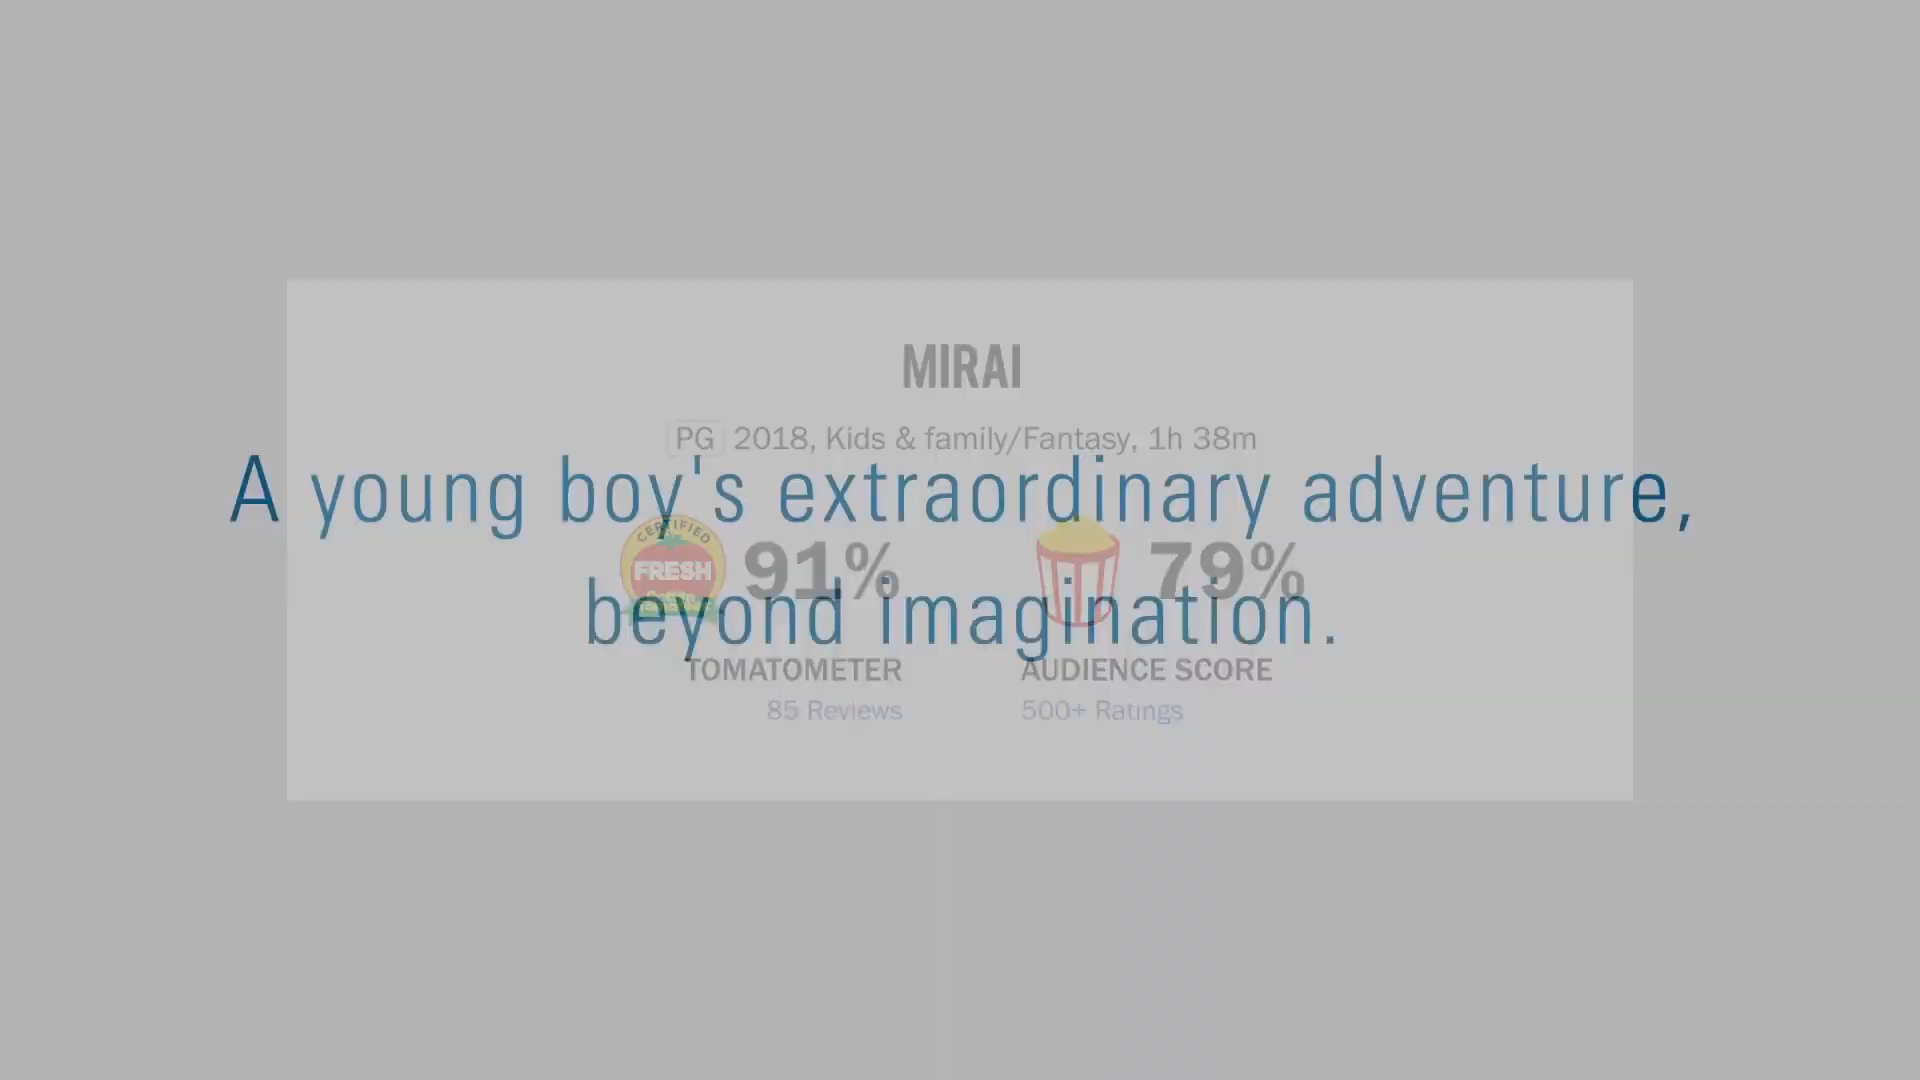 MIRAI
PG 2018, Kids & family/Fantasy, 1h 38m
A young boy's extraordinary adventure,
beyond imagination.
CERTIFIED
FRESH
91%
79%
TOMATOMETER
AUDIENCE SCORE
85 Reviews
500+ Ratings